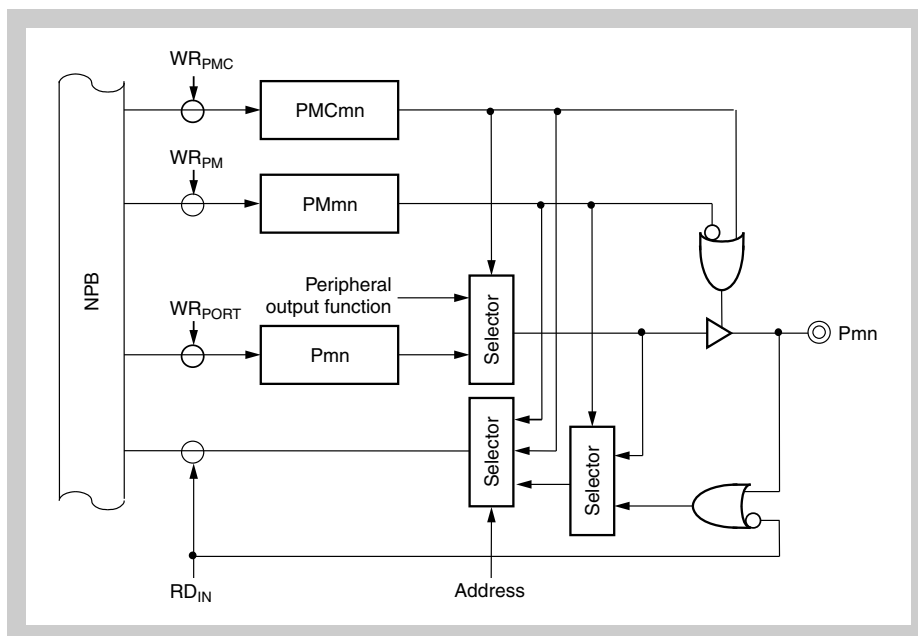 WRPMC
PMCmn
WRPM
PMmn
NPB
Peripheral
output function
Selector
WRPORT
Pmn
Pmn
Selector
Selector
RDIN
Address